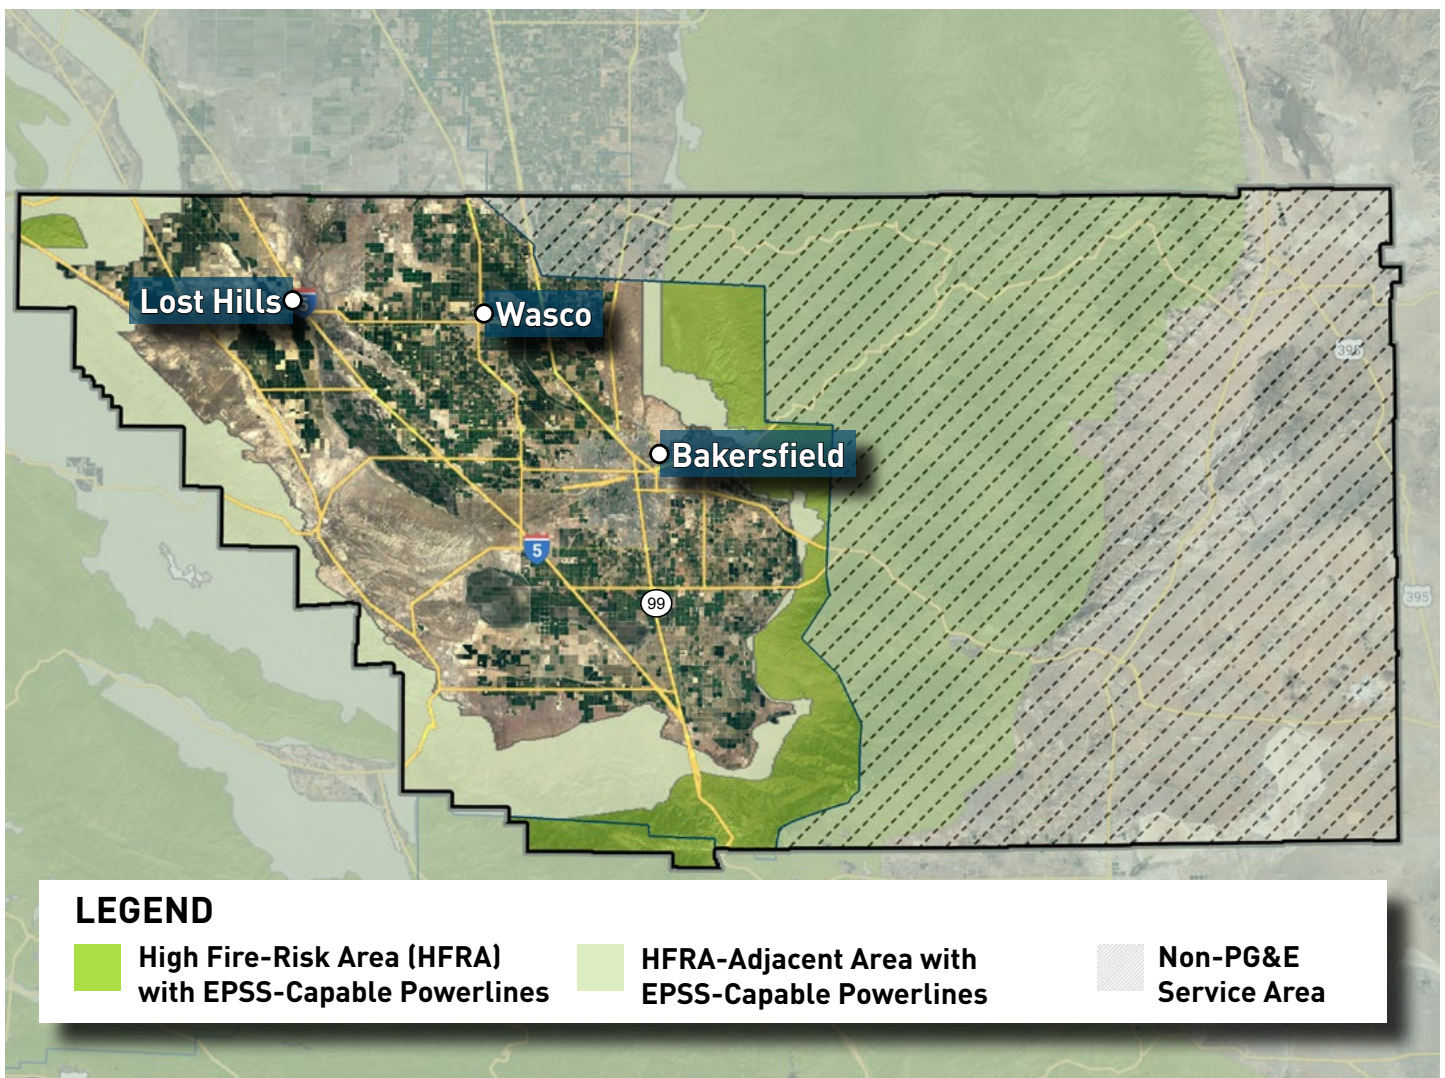 395
Lost Hills
5
Wasco
Bakersfield
5
99
395
LEGEND
High Fire-Risk Area (HFRA)
with EPSS-Capable Powerlines
HFRA-Adjacent Area with
EPSS-Capable Powerlines
Non-PG&E
Service Area